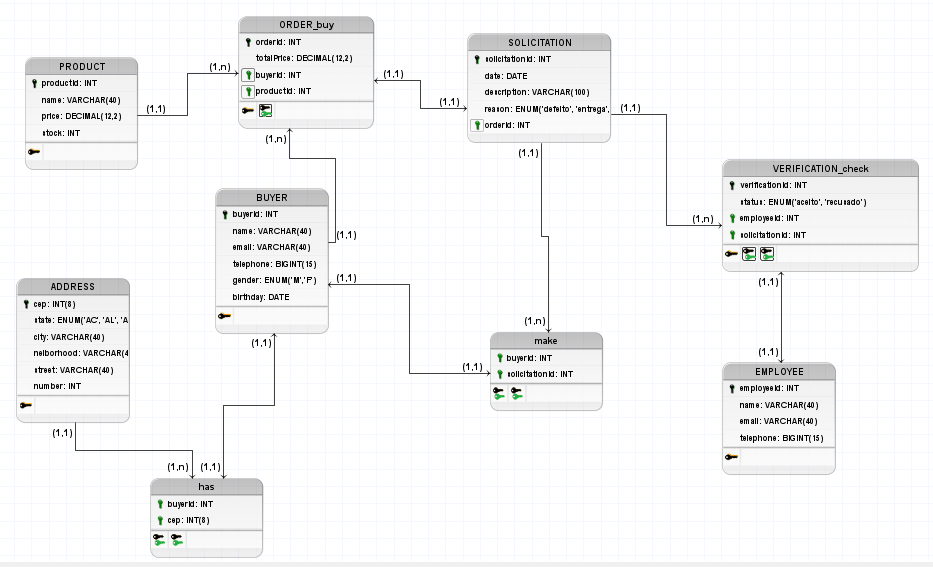 ORDER_buy
orderid: INT
totalPrice: DECIMAL(12,2)
buyerid: INT
productid: INT
SOLICITATION
solicitationid: INT
date: DATE
description: VARCHAR(100)
reason: ENUM('defeito', 'entrega',
orderid: INT
PRODUCT
productid: INT
name: VARCHAR(40)
price: DECIMAL(12,2)
stock: INT
(1,1)
(1,n)
(1,1)
(1,1)
(1,1)
(1,n)
(1,1)
(1,n)
VERIFICATION_check
verificationid: INT
status: ENUM('aceito', 'recusado')
employeeid: INT
solicitationid: INT
BUYER
buyerid: INT
name: VARCHAR(40)
email: VARCHAR(40)
telephone: BIGINT(15)
gender: ENUM('M','F')
birthday: DATE
(1,1)
(1,1)
(1,1)
(1,1)
ADDRESS
cep: INT(8)
state: ENUM('AC', 'AL', 'A
city: VARCHAR(40)
neiborhood: VARCHAR(4
street: VARCHAR(40)
number: INT
(1,n)
make
buyerid: INT
solicitationid: INT
(1,1)
(1,1)
EMPLOYEE
employeeid: INT
name: VARCHAR(40)
email: VARCHAR(40)
telephone: BIGINT(15)
(1,1)
(1,n)
(1,1)
has
buyerid: INT
cep: INT(8)